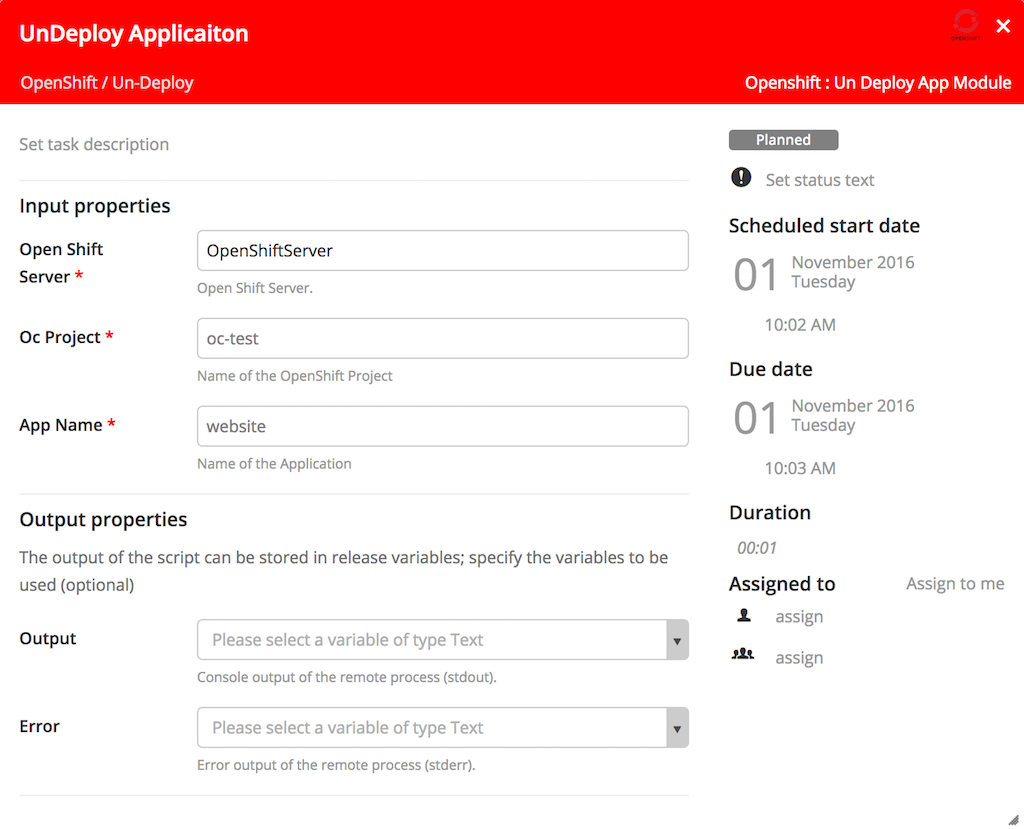 UnDeploy Applicaiton
OPENSHIFT
OpenShift / Un-Deploy
Openshift : Un Deploy App Module
Set task description
Input properties
Open Shift
Server *
OpenShiftServer
Open Shift Server.
Oc Project *
oc-test
Name of the OpenShift Project
App Name *
website
Name of the Application
Output properties
The output of the script can be stored in release variables; specify the variables to be
used (optional)
Output
Please select a variable of type Text
Console output of the remote process (stdout).
Error
Please select a variable of type Text
Error output of the remote process (stderr).
Planned
Set status text
Scheduled start date
01
November 2016
Tuesday
10:02 AM
Due date
01
November 2016
Tuesday
10:03 AM
Duration
00:01
Assigned to
Assign to me
assign
assign